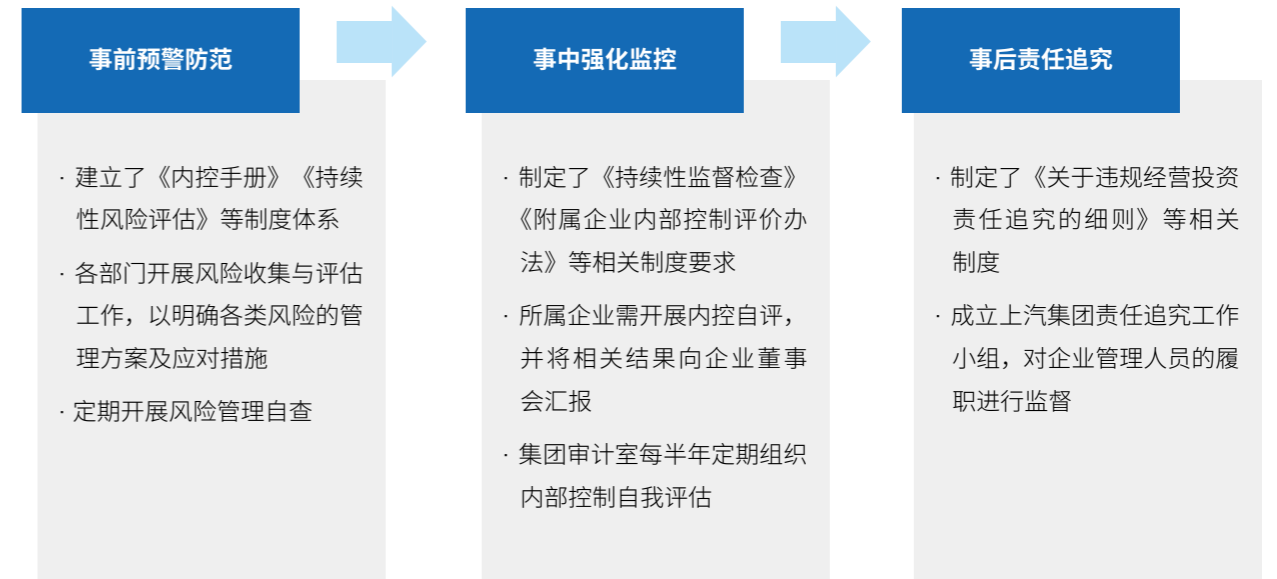 事前预警防范
· 建立了《内控手册》《持续
性风险评估》等制度体系
· 各部门开展风险收集与评估
工作，以明确各类风险的管
理方案及应对措施
· 定期开展风险管理自查
事中强化监控
· 制定了《持续性监督检查》
《附属企业内部控制评价办
法》等相关制度要求
· 所属企业需开展内控自评，
并将相关结果向企业董事
会汇报
· 集团审计室每半年定期组织
内部控制自我评估
事后责任追究
· 制定了《关于违规经营投资
责任追究的细则》等相关
制度
· 成立上汽集团责任追究工作
小组，对企业管理人员的履
职进行监督